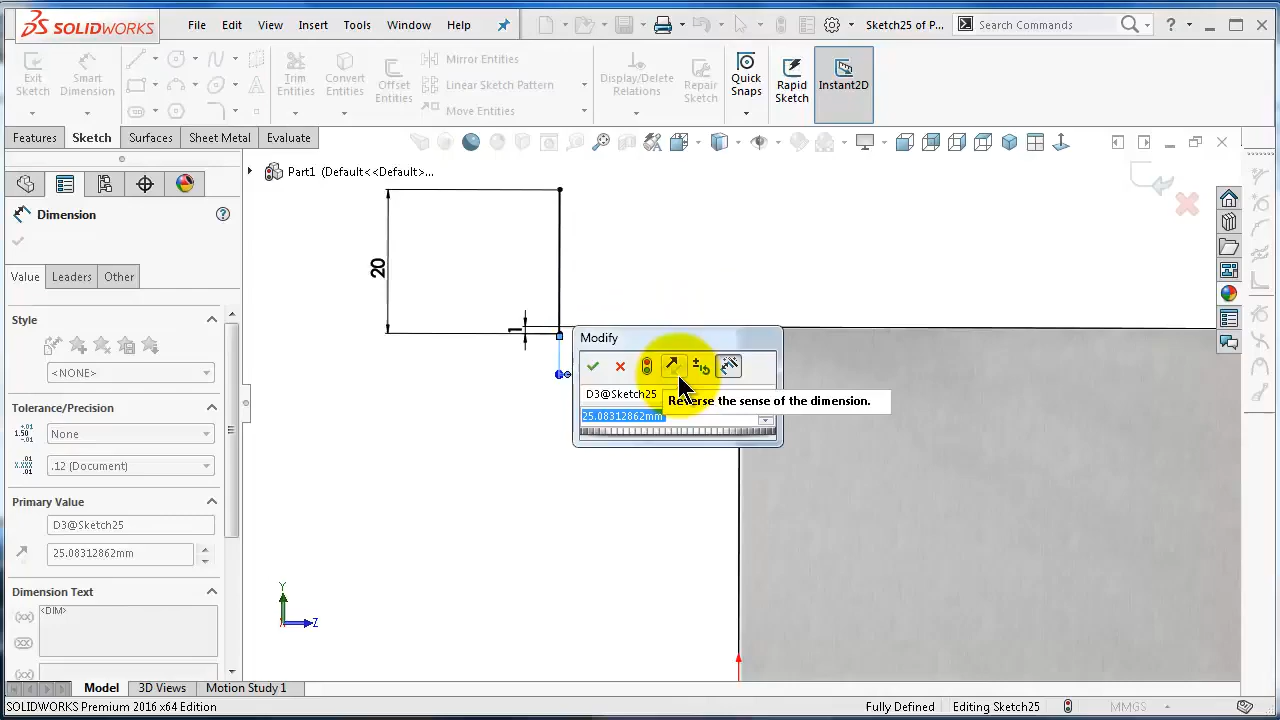 SOLIDWORKS File Edit View Insert Tools Window Help Sketch25 of P... Search Commands ?
Exit Sketch
Smart Dimension
Trim Entities
Convert Entities
Offset Entities
Mirror Entities
Linear Sketch Pattern
Move Entities
Display/Delete Relations
Repair Sketch
Quick Snaps
Rapid Sketch
Instant2D
Features Sketch Surfaces Sheet Metal Evaluate
Part1 (Default<<Default>...
Dimension
Value Leaders Other
Style
<NONE>
Tolerance/Precision
None
.12 (Document)
Primary Value
D3@Sketch25
25.08312862mm
Dimension Text
<DIM>
20
1
Modify
D3@Sketch25
Reverse the sense of the dimension.
25.08312862mm
Y
Z
Model 3D Views Motion Study 1
SOLIDWORKS Premium 2016 x64 Edition Fully Defined Editing Sketch25 MMGS